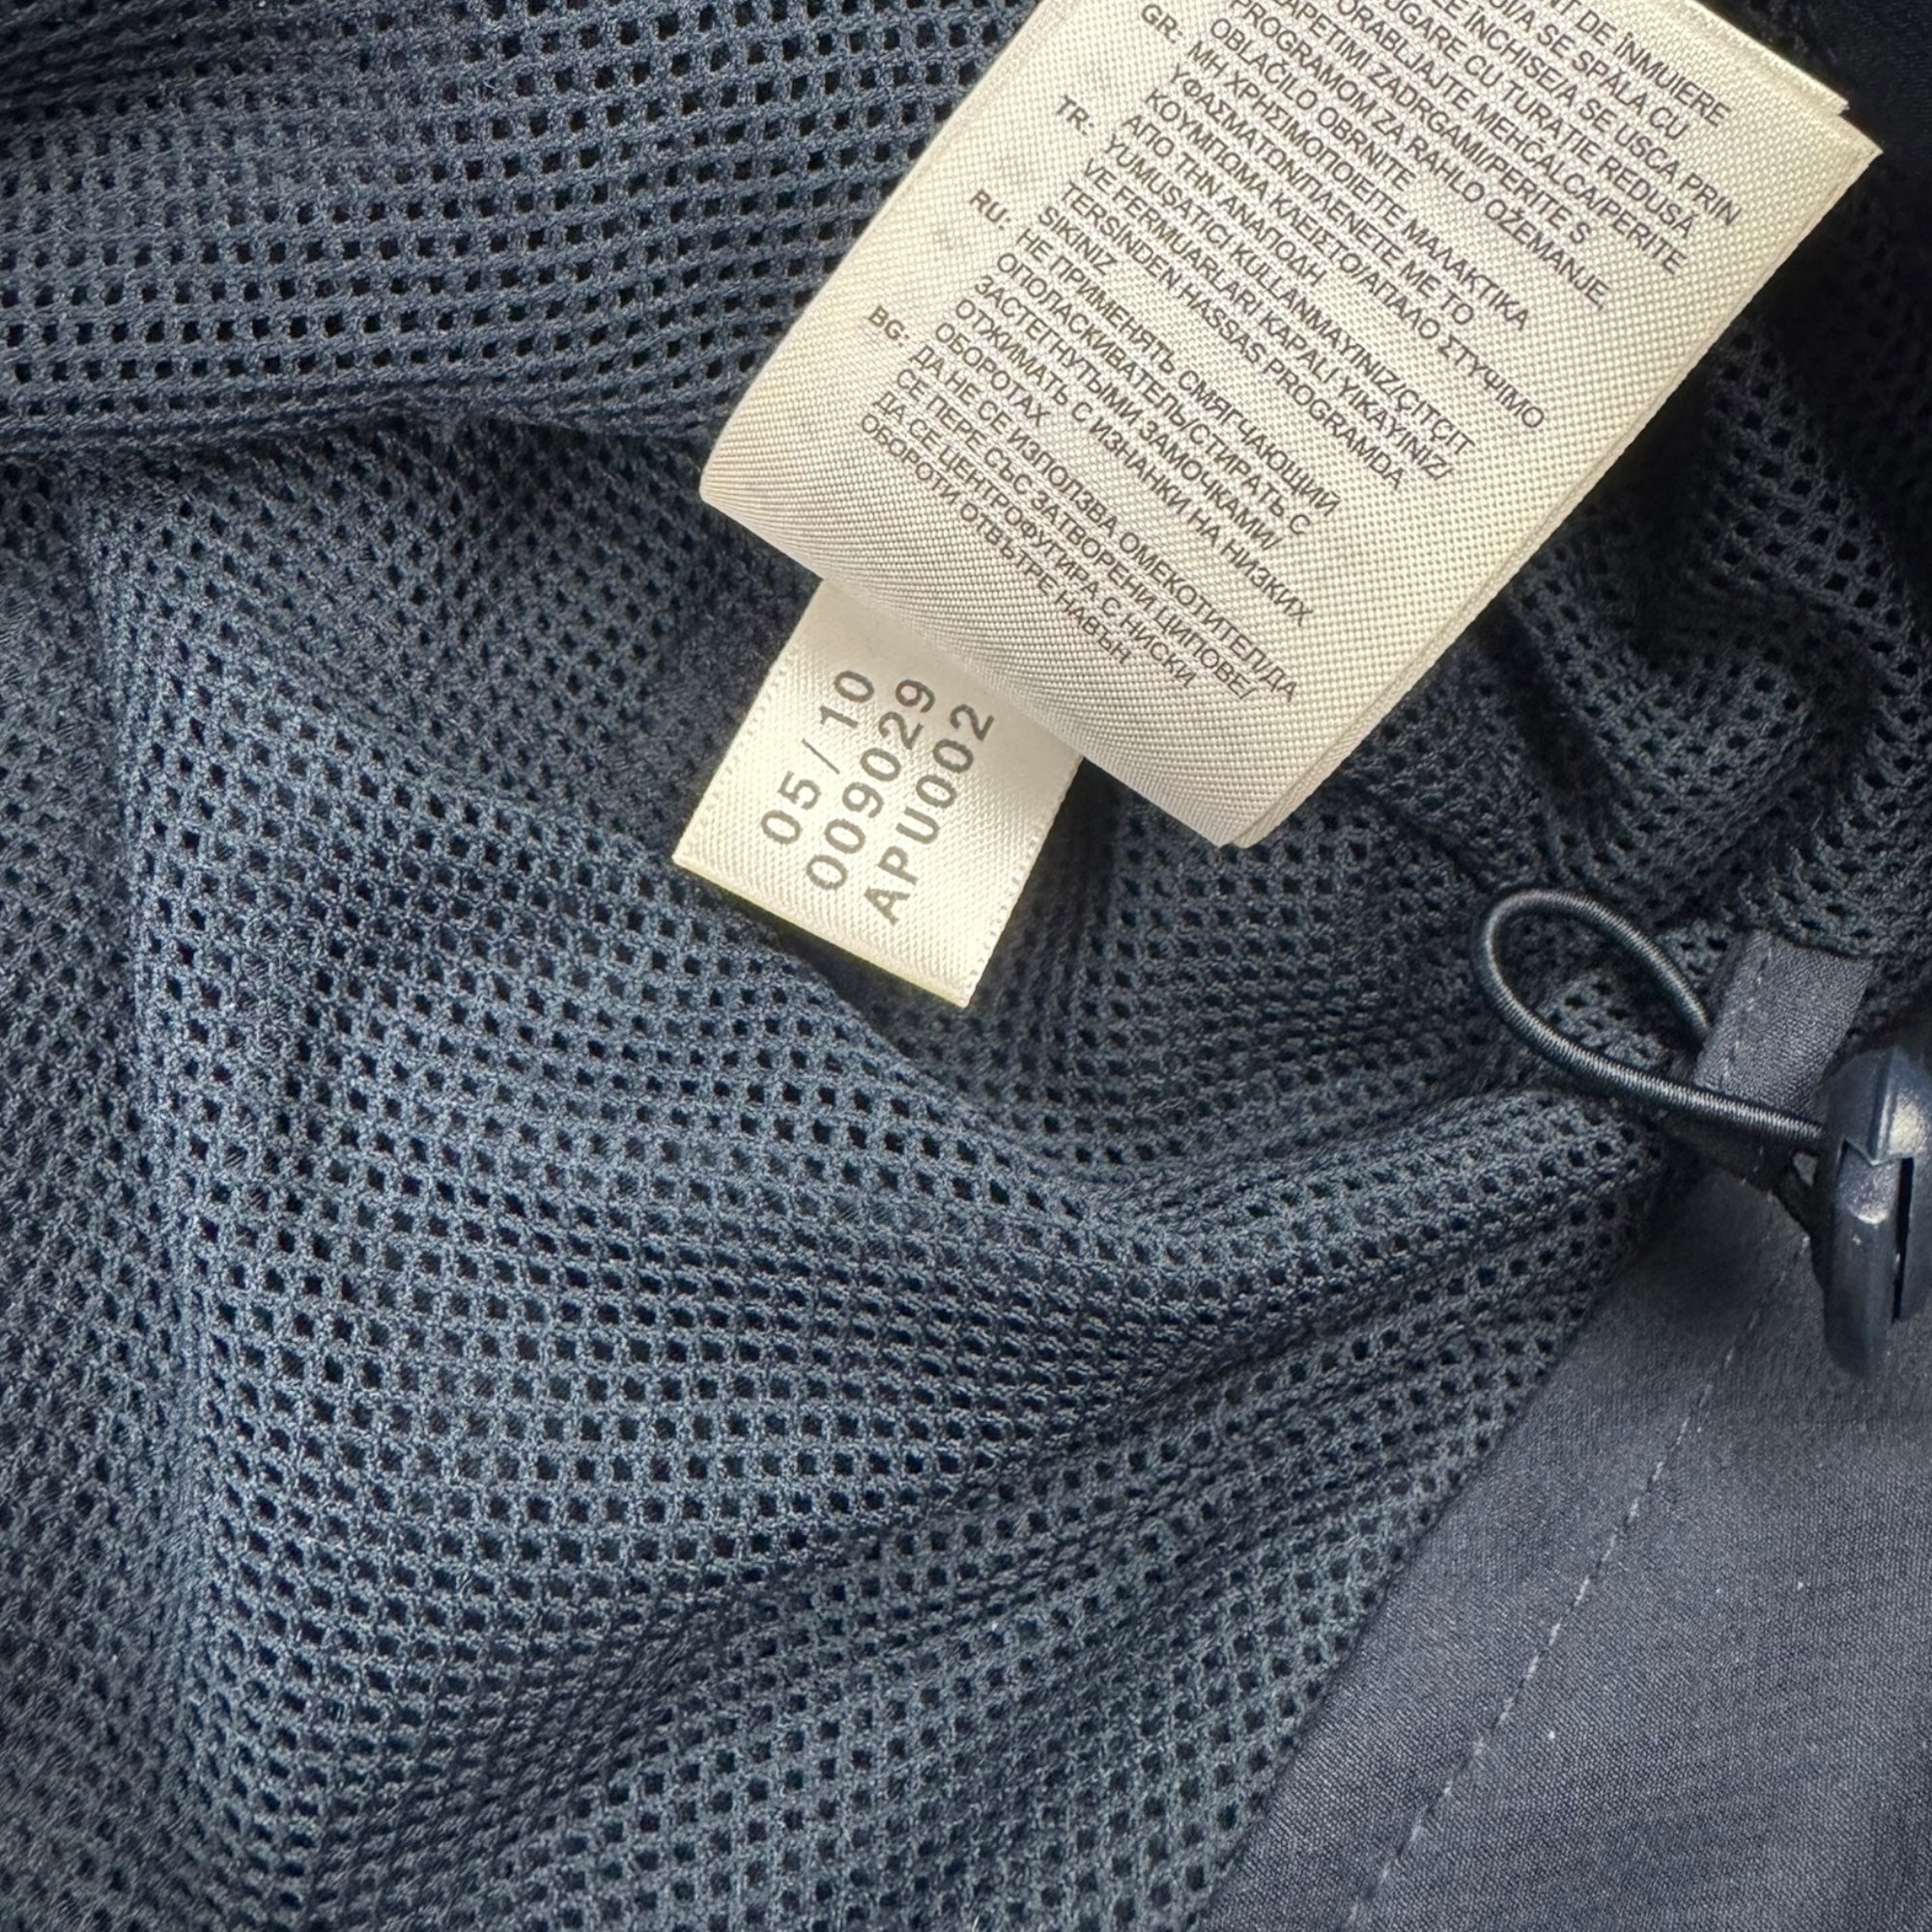 T DE ÎNMUIERE
OI/A SE SPĂLA CU
E ÎNCHISE/A SE USCA PRIN
UGARE CU TURAȚIE REDUSĂ
ORABLJAJTE MEHČALCA/PERITE
APETIMI ZADRGAMI/PERITE S
PROGRAMOM ZA RAHLO OŽEMANJE,
OBLAČILO OBRNITE
GR: ΜΗ ΧΡΗΣΙΜΟΠΟΙΕΙΤΕ ΜΑΛΑΚΤΙΚΑ
ΥΦΑΣΜΑΤΩΝ/ΠΛΕΝΕΤΕ ΜΕ ΤΟ
ΚΟΥΜΠΩΜΑ ΚΛΕΙΣΤΟ/ΑΠΑΛΟ ΣΤΥΨΙΜΟ
ΑΠΟ ΤΗΝ ΑΝΑΠΟΔΗ
TR: YUMUŞATICI KULLANMAYINIZ/ÇITÇIT
VE FERMUARLARI KAPALI YIKAYINIZ/
TERSİNDEN HASSAS PROGRAMDA
SIKINIZ
RU: НЕ ПРИМЕНЯТЬ СМЯГЧАЮЩИЙ
ОПОЛАСКИВАТЕЛЬ/СТИРАТЬ С
ЗАСТЕГНУТЫМИ ЗАМОЧКАМИ/
ОТЖИМАТЬ С ИЗНАНКИ НА НИЗКИХ
ОБОРОТАХ
BG: ДА НЕ СЕ ИЗПОЛЗВА ОМЕКОТИТЕЛ/ДА
СЕ ПЕРЕ СЪС ЗАТВОРЕНИ ЦИПОВЕ/
ДА СЕ ЦЕНТРОФУГИРА С НИСКИ
ОБОРОТИ ОТВЪТРЕ НАВЪН
05/10
009029
APU002